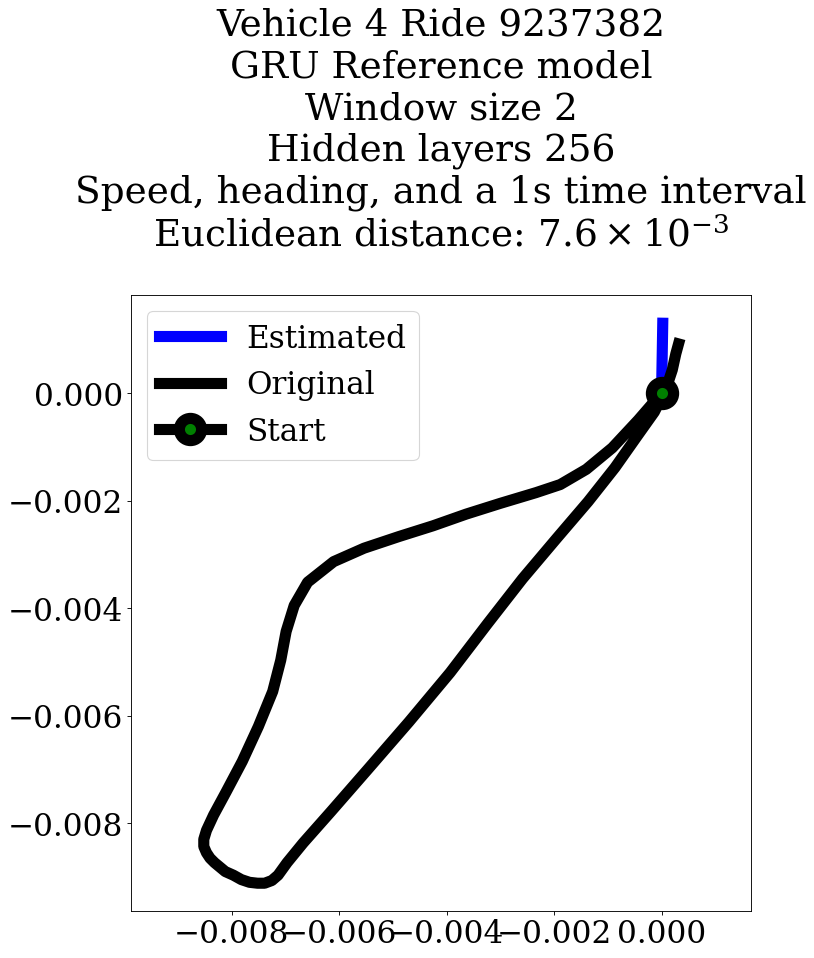 Vehicle 4 Ride 9237382
GRU Reference model
Window size 2
Hidden layers 256
Speed, heading, and a 1s time interval
Euclidean distance: 7.6 × 10⁻³
Estimated
Original
Start
0.000
−0.002
−0.004
−0.006
−0.008
−0.008 −0.006 −0.004 −0.002 0.000